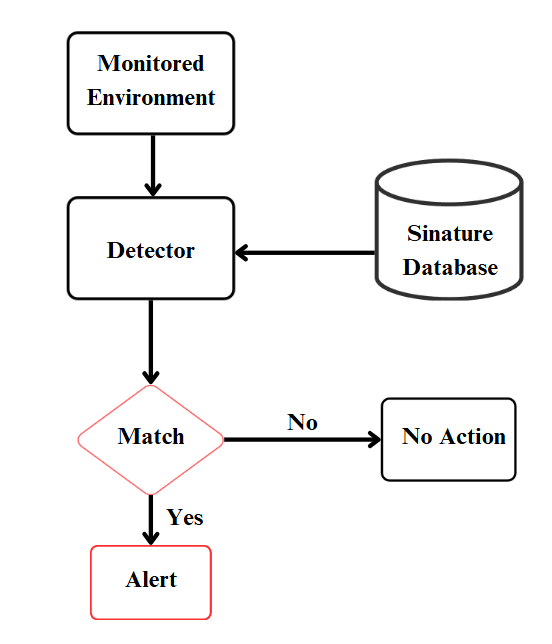 Monitored
Environment
Detector
Sinature
Database
Match
No
No Action
Yes
Alert